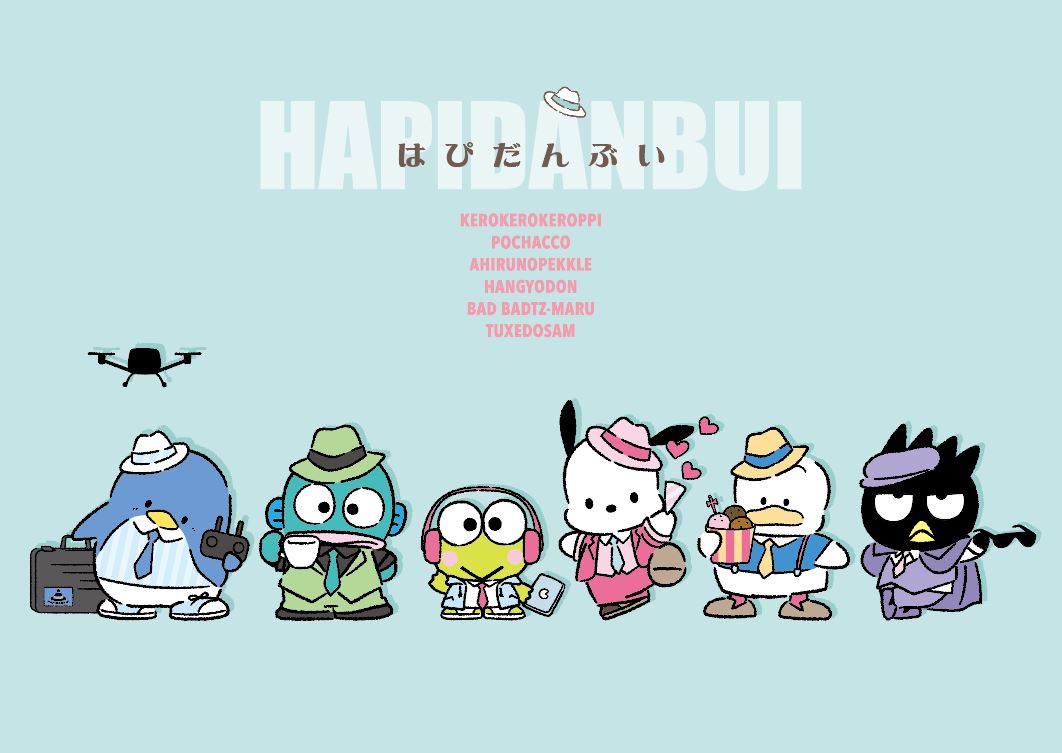 HAPIDANBUI
はぴだんぶい
KEROKEROKEROPPI
POCHACCO
AHIRUNOPEKKLE
HANGYODON
BAD BADTZ-MARU
TUXEDOSAM